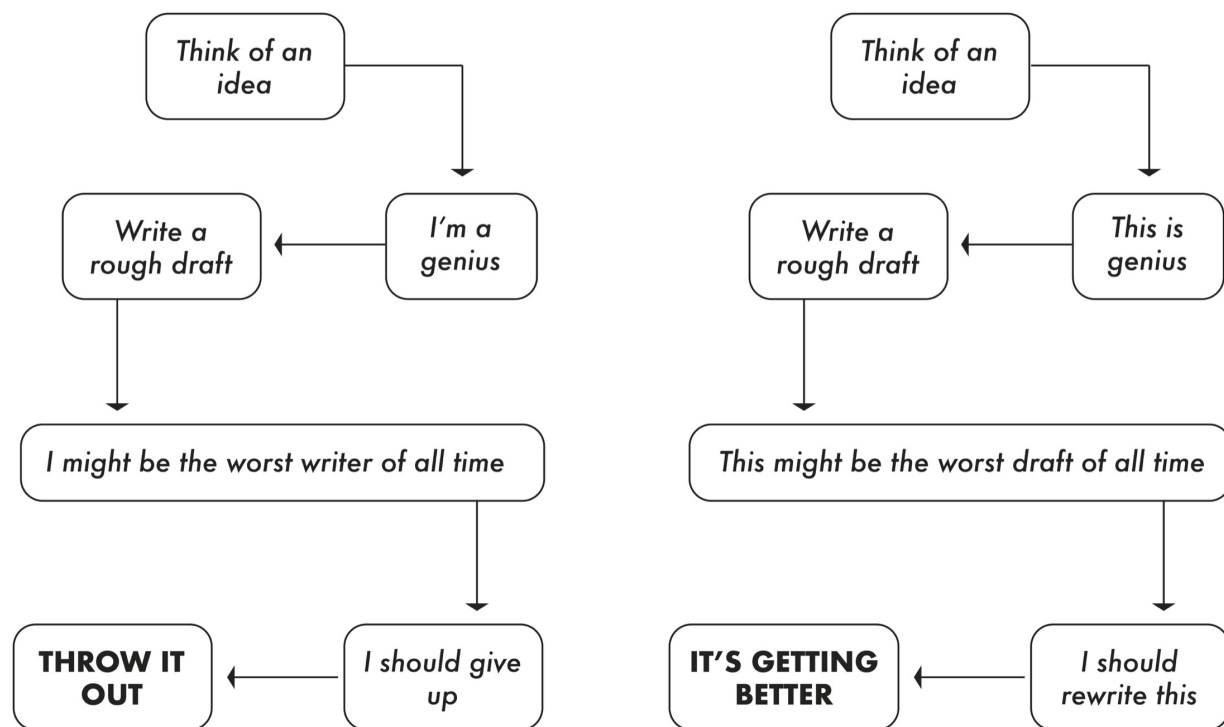 Think of an
idea
I'm a
genius
Write a
rough draft
I might be the worst writer of all time
I should give
up
THROW IT
OUT
Think of an
idea
This is
genius
Write a
rough draft
This might be the worst draft of all time
I should
rewrite this
IT'S GETTING
BETTER